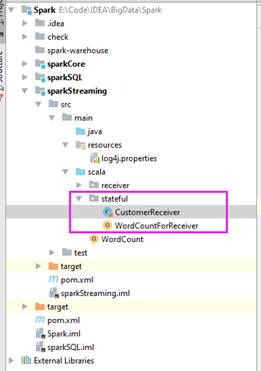 Spark E:\Code\IDEA\BigData\Spark
.idea
check
spark-warehouse
sparkCore
sparkSQL
sparkStreaming
src
main
java
resources
log4j.properties
scala
receiver
stateful
CustomerReceiver
WordCountForReceiver
WordCount
test
target
pom.xml
sparkStreaming.iml
target
pom.xml
Spark.iml
sparkSQL.iml
External Libraries